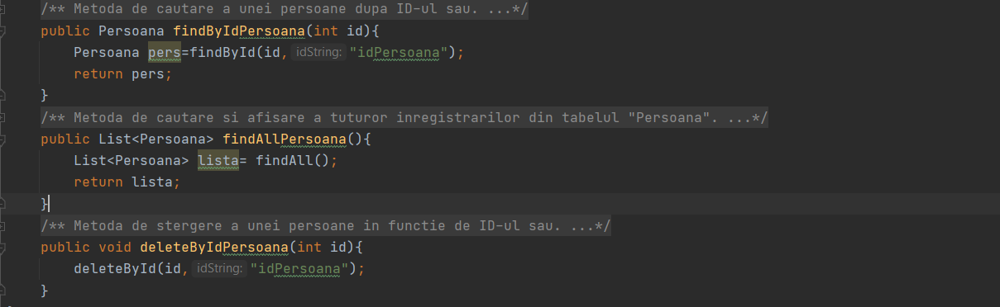 /** Metoda de cautare a unei persoane dupa ID-ul sau. ...*/
public Persoana findByIdPersoana(int id){
    Persoana pers=findById(id, idString: "idPersoana");
    return pers;
}
/** Metoda de cautare si afisare a tuturor inregistrarilor din tabelul "Persoana". ...*/
public List<Persoana> findAllPersoana(){
    List<Persoana> lista= findAll();
    return lista;
}
/** Metoda de stergere a unei persoane in functie de ID-ul sau. ...*/
public void deleteByIdPersoana(int id){
    deleteById(id, idString: "idPersoana");
}